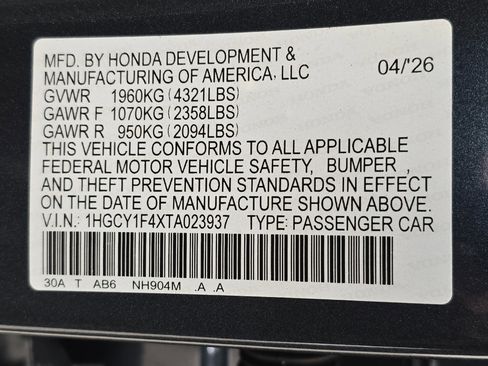 MFD. BY HONDA DEVELOPMENT &
MANUFACTURING OF AMERICA, LLC 04/'26
GVWR 1960KG (4321LBS)
GAWR F 1070KG (2358LBS)
GAWR R 950KG (2094LBS)
THIS VEHICLE CONFORMS TO ALL APPLICABLE
FEDERAL MOTOR VEHICLE SAFETY, BUMPER ,
AND THEFT PREVENTION STANDARDS IN EFFECT
ON THE DATE OF MANUFACTURE SHOWN ABOVE.
V.I.N.: 1HGCY1F4XTA023937 TYPE: PASSENGER CAR
30A T AB6 NH904M .A .A